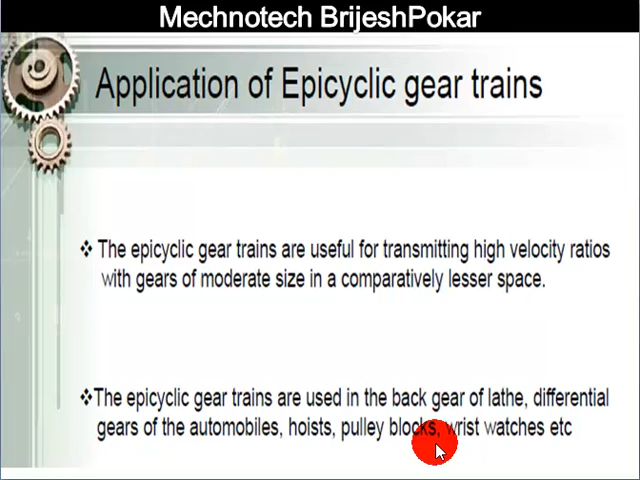 Mechnotech BrijeshPokar
Application of Epicyclic gear trains
❖ The epicyclic gear trains are useful for transmitting high velocity ratios
with gears of moderate size in a comparatively lesser space.
❖The epicyclic gear trains are used in the back gear of lathe, differential
gears of the automobiles, hoists, pulley blocks, wrist watches etc